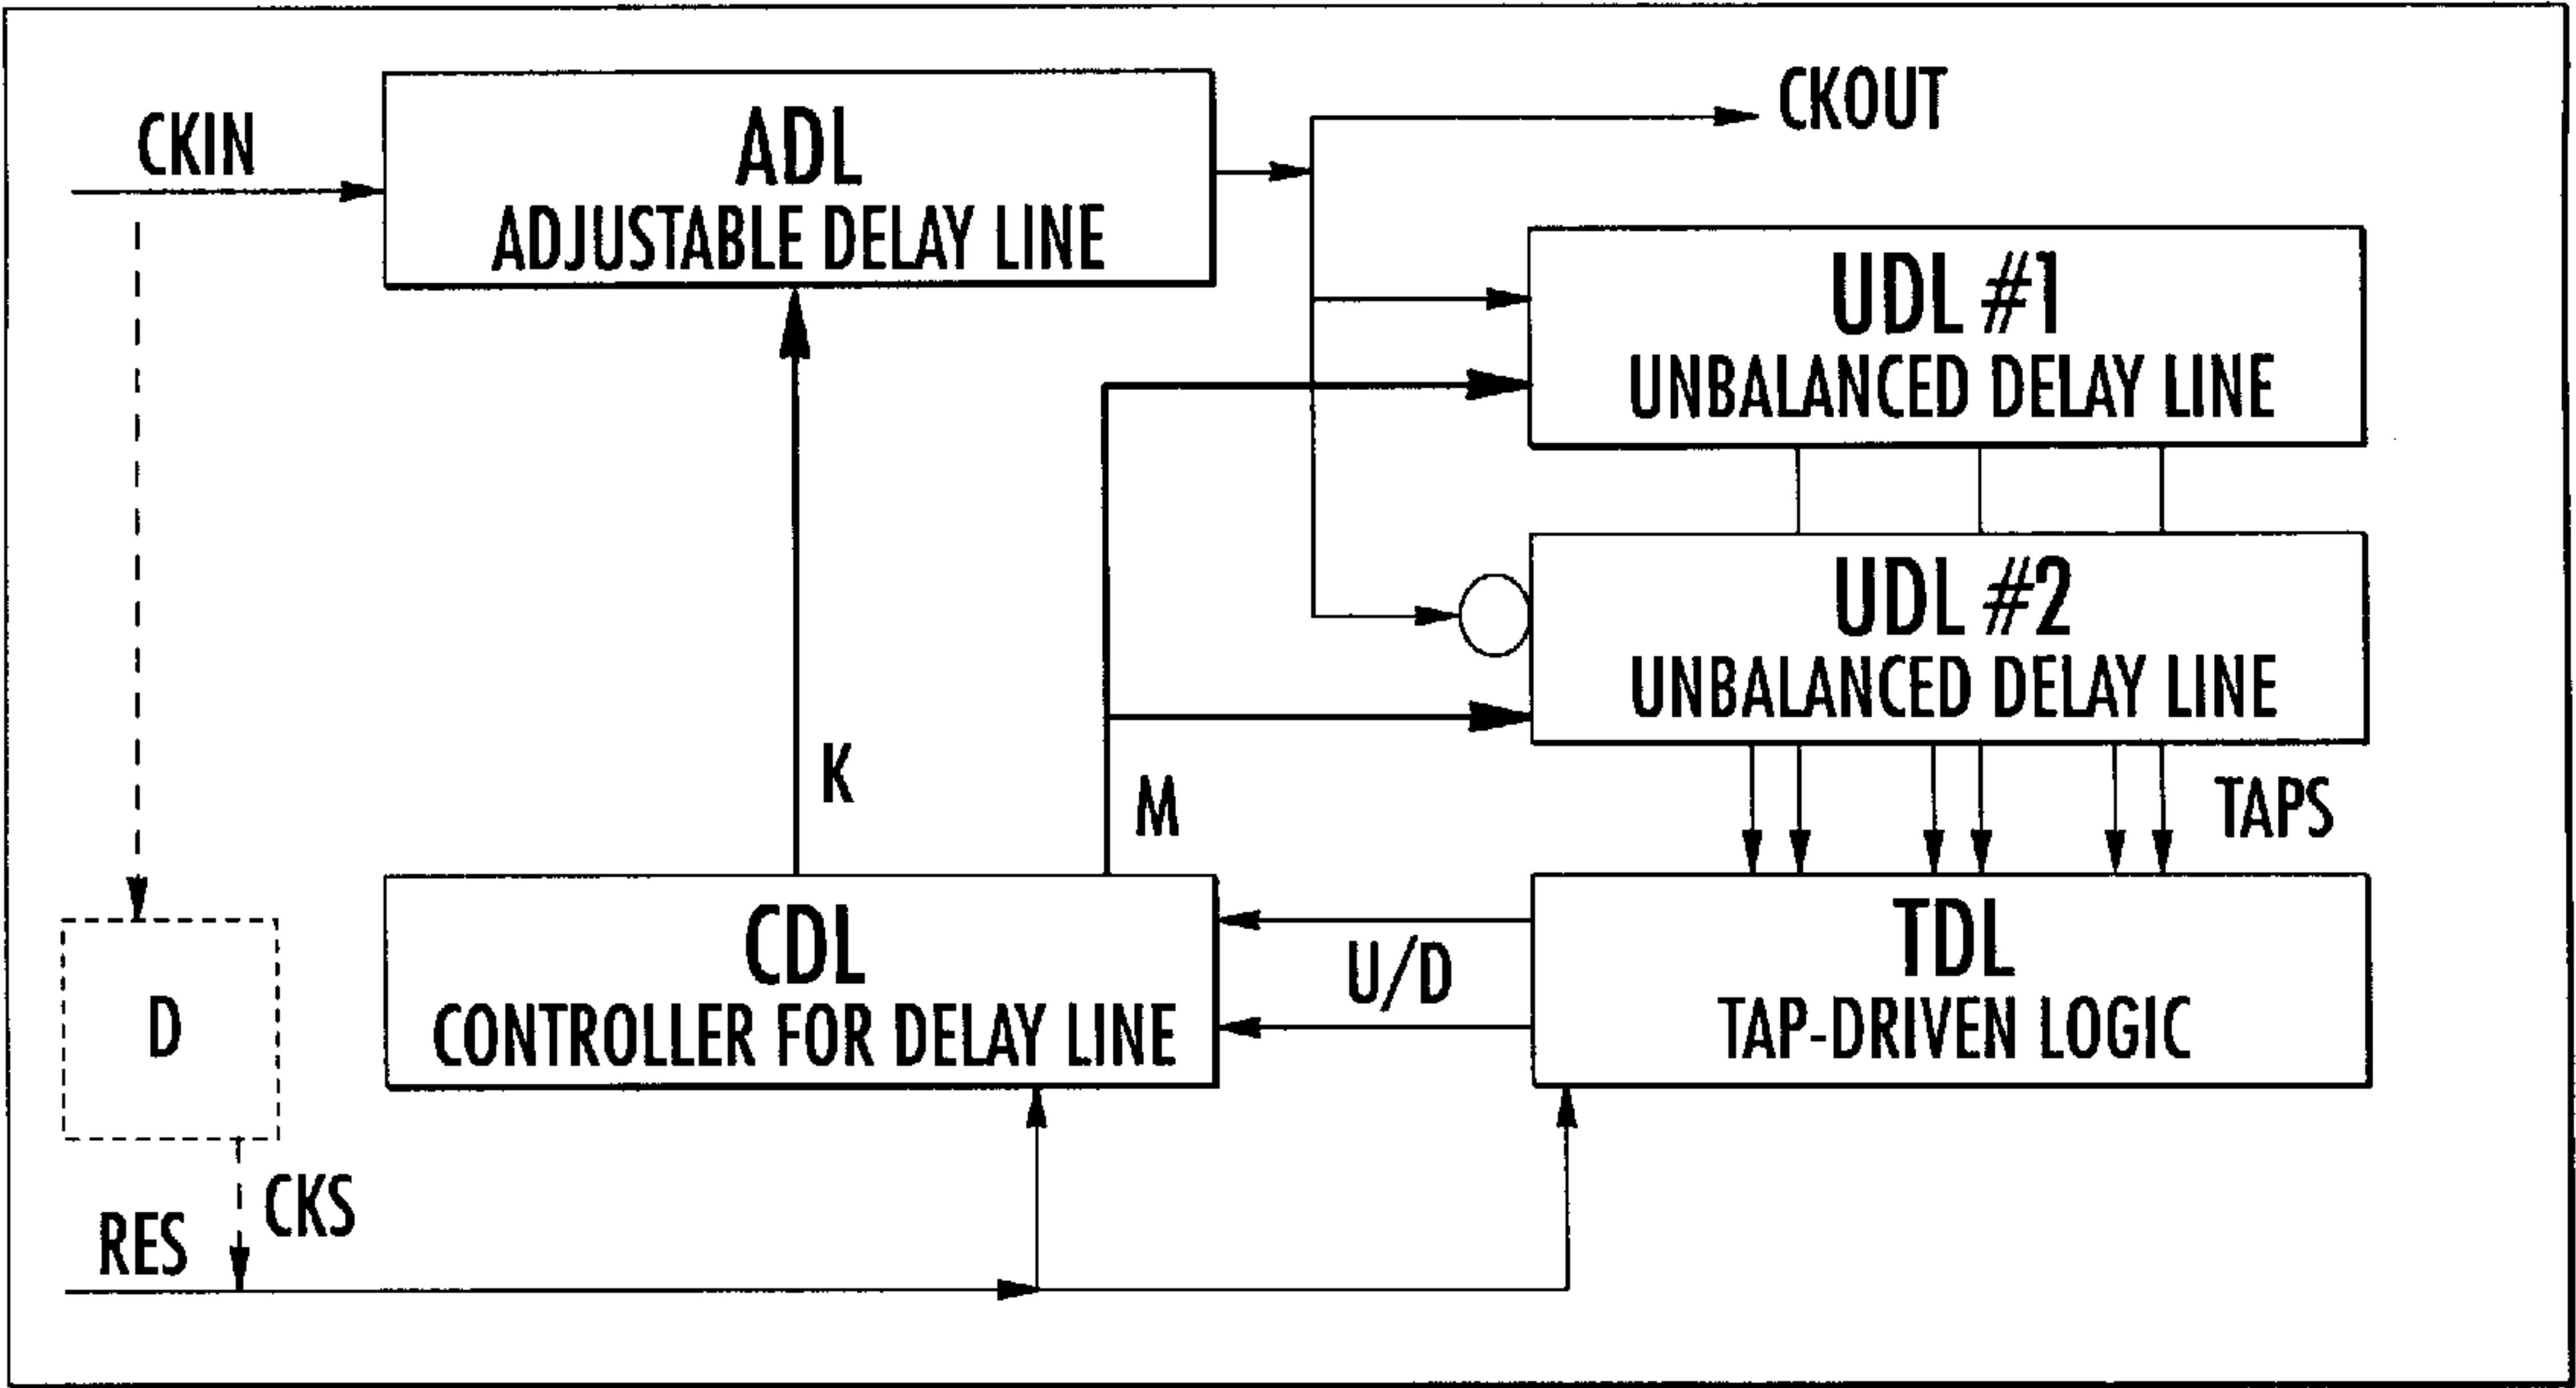 CKIN
ADL
ADJUSTABLE DELAY LINE
CKOUT
UDL #1
UNBALANCED DELAY LINE
UDL #2
UNBALANCED DELAY LINE
K
M
TAPS
D
CDL
CONTROLLER FOR DELAY LINE
U/D
TDL
TAP-DRIVEN LOGIC
RES
CKS